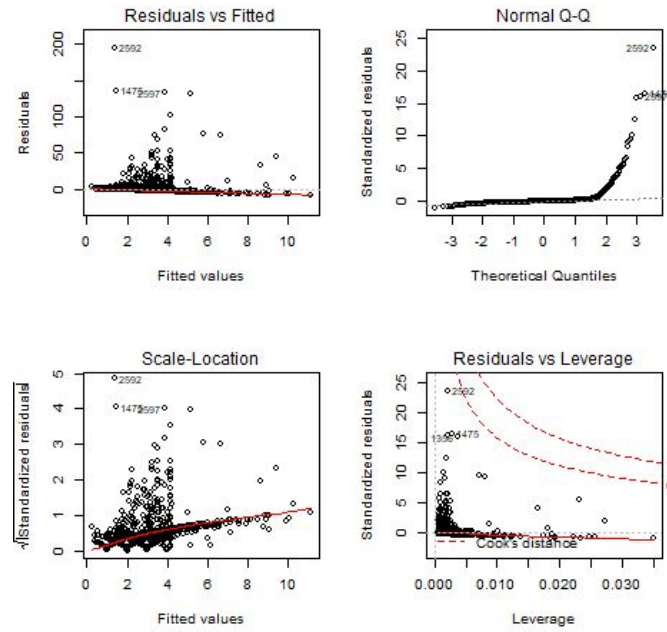 Residuals vs Fitted
Residuals
200
100
50
0
2592
1475
2597
0 2 4 6 8 10
Fitted values
Normal Q-Q
Standardized residuals
25
20
15
10
5
0
2592
-3 -2 -1 0 1 2 3
Theoretical Quantiles
Scale-Location
√|Standardized residuals|
5
4
3
2
1
0
2592
1475
2597
0 2 4 6 8 10
Fitted values
Residuals vs Leverage
Standardized residuals
25
20
15
10
5
0
2592
1475
Cook's distance
0.000 0.010 0.020 0.030
Leverage